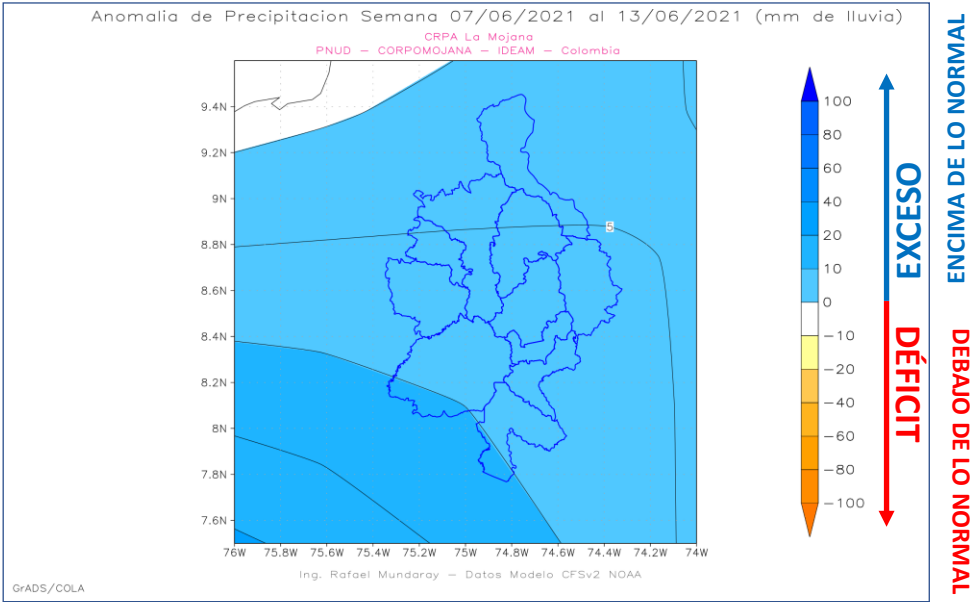 Anomalia de Precipitacion Semana 07/06/2021 al 13/06/2021 (mm de lluvia)
CRPA La Mojana
PNUD – CORPOMOJANA – IDEAM – Colombia
9.4N
9.2N
9N
8.8N
8.6N
8.4N
8.2N
8N
7.8N
7.6N
5
76W
75.8W
75.6W
75.4W
75.2W
75W
74.8W
74.6W
74.4W
74.2W
74W
100
80
60
40
20
10
0
−10
−20
−40
−60
−80
−100
EXCESO
DÉFICIT
ENCIMA DE LO NORMAL
DEBAJO DE LO NORMAL
Ing. Rafael Mundaray – Datos Modelo CFSv2 NOAA
GrADS/COLA